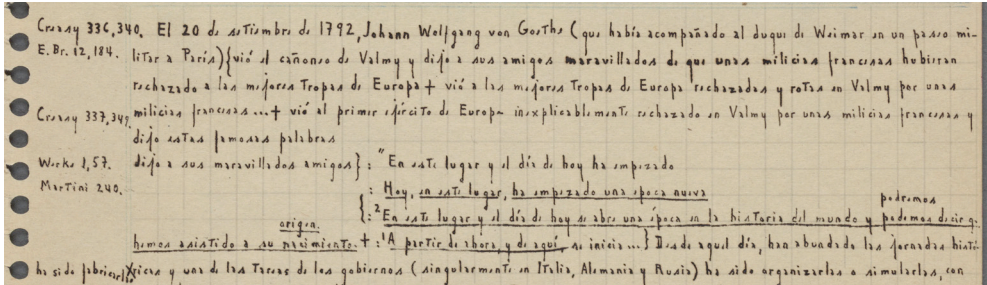 Creasy 336,340. El 20 de setiembre de 1792, Johann Wolfgang von Goethe (que había acompañado al duque de Weimar en un paseo mi-
E.Br. 12,184. litar a París) {vió el cañoneo de Valmy y dijo a sus amigos maravillados de que unas milicias francesas hubieran
rechazado a las mejores tropas de Europa + vió a las mejores tropas de Europa rechazadas y rotas en Valmy por unas
Creasy 337,347 milicias francesas...+ vió al primer ejército de Europa inexplicablemente rechazado en Valmy por unas milicias francesas y
dijo estas famosas palabras
Works 1,57. dijo a sus maravillados amigos}: "En este lugar y el día de hoy ha empezado
Martini 240. : Hoy, en este lugar, ha empezado una época nueva
podremos
{:² En este lugar y el día de hoy se abre una época en la historia del mundo y podemos decir q.
origen.
hemos asistido a su nacimiento. + :¹ A partir de ahora, y de aquí, se inicia...} Desde aquel día, han abundado las jornadas histó-
ha sido fabricar ricas y una de las tareas de los gobiernos (singularmente en Italia, Alemania y Rusia) ha sido organizarlas o simularlas, con